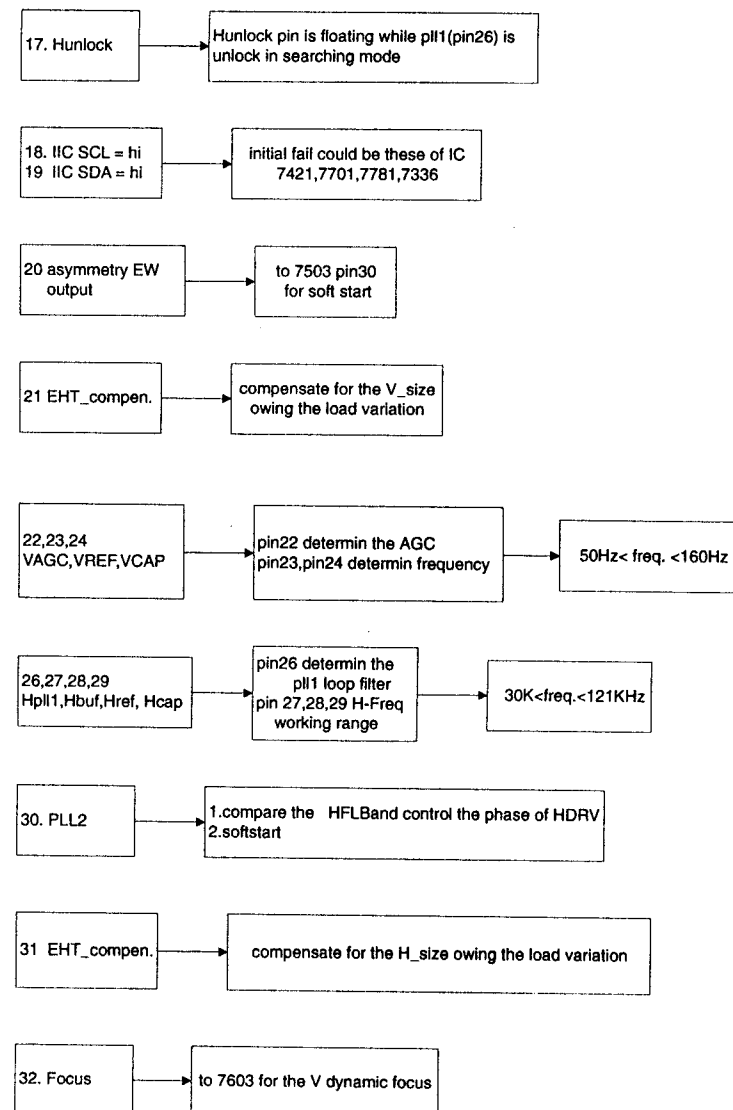 17. Hunlock
Hunlock pin is floating while pll1(pin26) is
unlock in searching mode
18. IIC SCL = hi
19 IIC SDA = hi
initial fail could be these of IC
7421,7701,7781,7336
20 asymmetry EW
output
to 7503 pin30
for soft start
21 EHT_compen.
compensate for the V_size
owing the load variation
22,23,24
VAGC,VREF,VCAP
pin22 determin the AGC
pin23,pin24 determin frequency
50Hz< freq. <160Hz
26,27,28,29
Hpll1,Hbuf,Href, Hcap
pin26 determin the
pll1 loop filter
pin 27,28,29 H-Freq
working range
30K<freq.<121KHz
30. PLL2
1.compare the HFLBand control the phase of HDRV
2.softstart
31 EHT_compen.
compensate for the H_size owing the load variation
32. Focus
to 7603 for the V dynamic focus